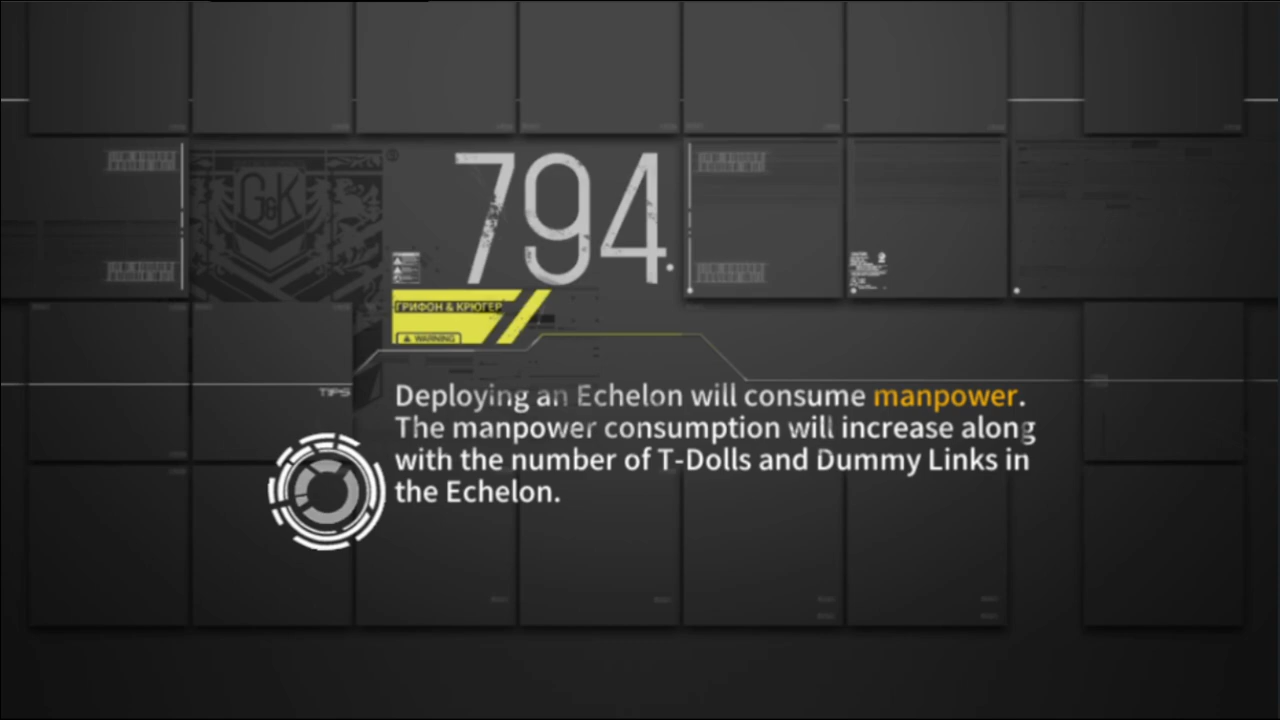 G&K
794.
ГРИФОН & КРЮГЕР
WARNING
TIPS
Deploying an Echelon will consume manpower.
The manpower consumption will increase along
with the number of T-Dolls and Dummy Links in
the Echelon.